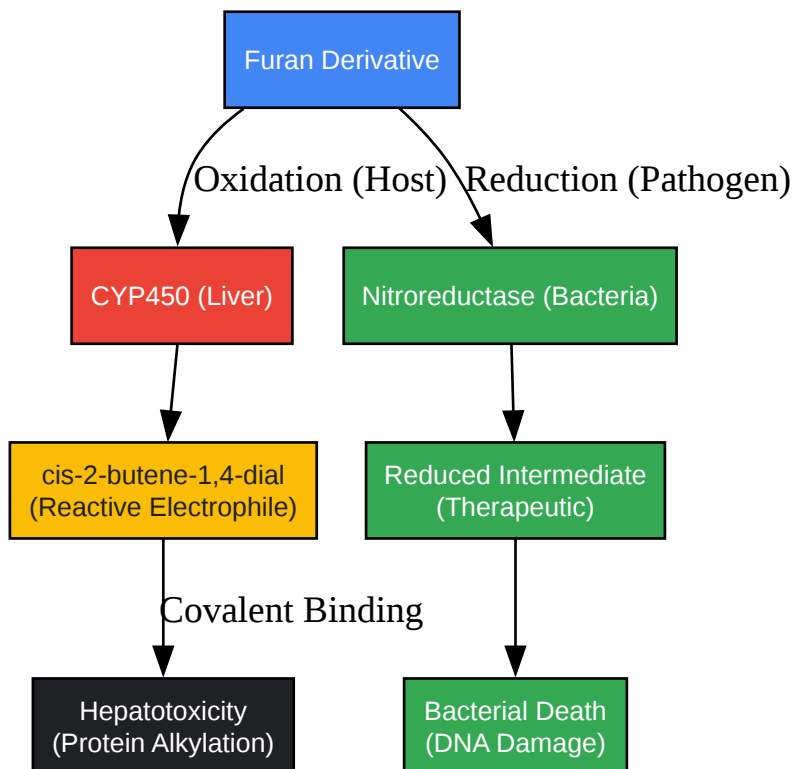 Furan Derivative
Oxidation (Host)
Reduction (Pathogen)
CYP450 (Liver)
Nitroreductase (Bacteria)
cis-2-butene-1,4-dial
(Reactive Electrophile)
Reduced Intermediate
(Therapeutic)
Covalent Binding
Hepatotoxicity
(Protein Alkylation)
Bacterial Death
(DNA Damage)